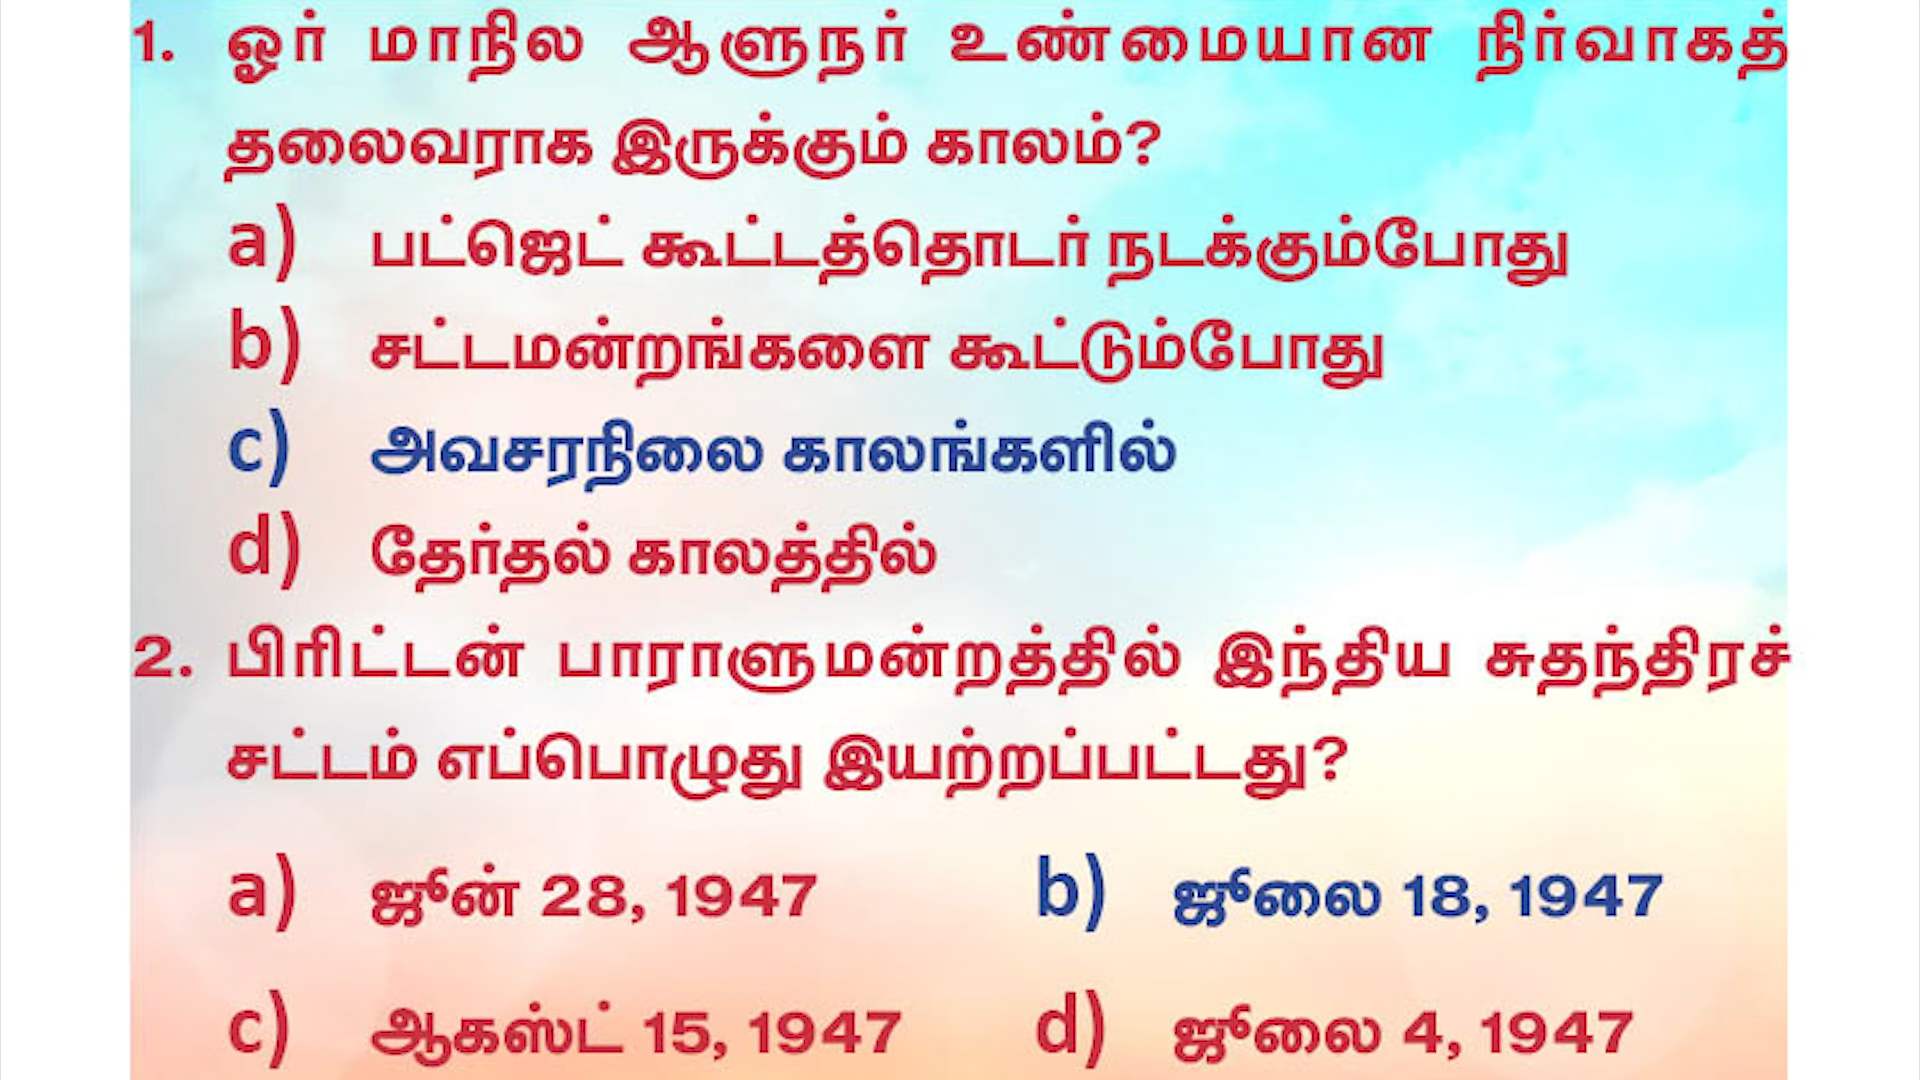 1. ஓர் மாநில ஆளுநர் உண்மையான நிர்வாகத்
தலைவராக இருக்கும் காலம்?
a) பட்ஜெட் கூட்டத்தொடர் நடக்கும்போது
b) சட்டமன்றங்களை கூட்டும்போது
c) அவசரநிலை காலங்களில்
d) தேர்தல் காலத்தில்
2. பிரிட்டன் பாராளுமன்றத்தில் இந்திய சுதந்திரச்
சட்டம் எப்பொழுது இயற்றப்பட்டது?
a) ஜூன் 28, 1947 b) ஜூலை 18, 1947
c) ஆகஸ்ட் 15, 1947 d) ஜூலை 4, 1947